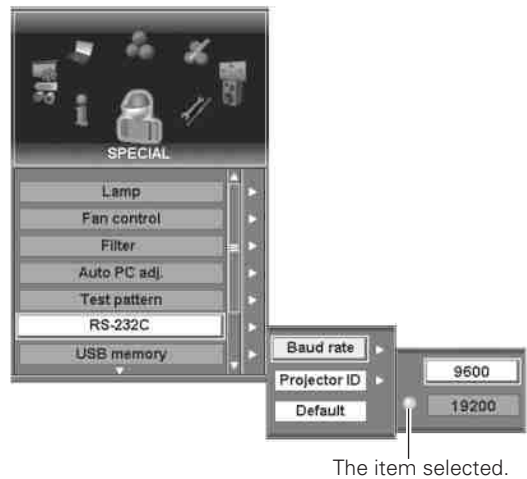 SPECIAL
Lamp
Fan control
Filter
Auto PC adj.
Test pattern
RS-232C
USB memory
Baud rate
Projector ID
Default
9600
19200
The item selected.